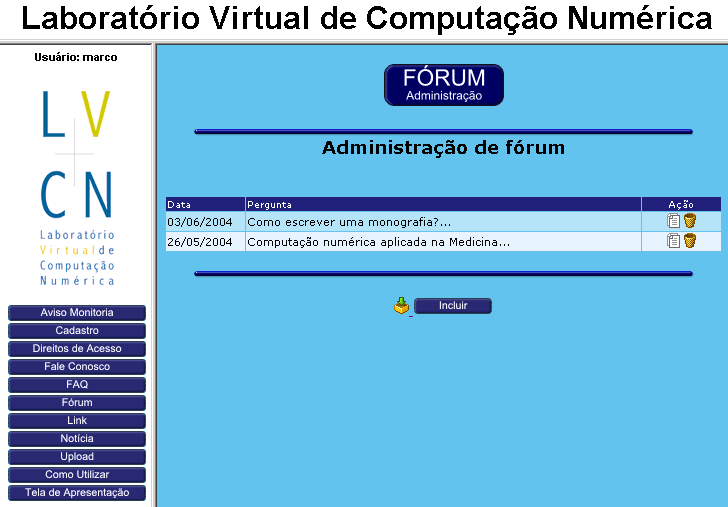 Laboratório Virtual de Computação Numérica
Usuário: marco
L V
C N
Laboratório
Virtual de
Computação
Numérica
Aviso Monitoria
Cadastro
Direitos de Acesso
Fale Conosco
FAQ
Fórum
Link
Notícia
Upload
Como Utilizar
Tela de Apresentação
FÓRUM
Administração
Administração de fórum
Data Pergunta Ação
03/06/2004 Como escrever uma monografia?...
26/05/2004 Computação numérica aplicada na Medicina...
Incluir